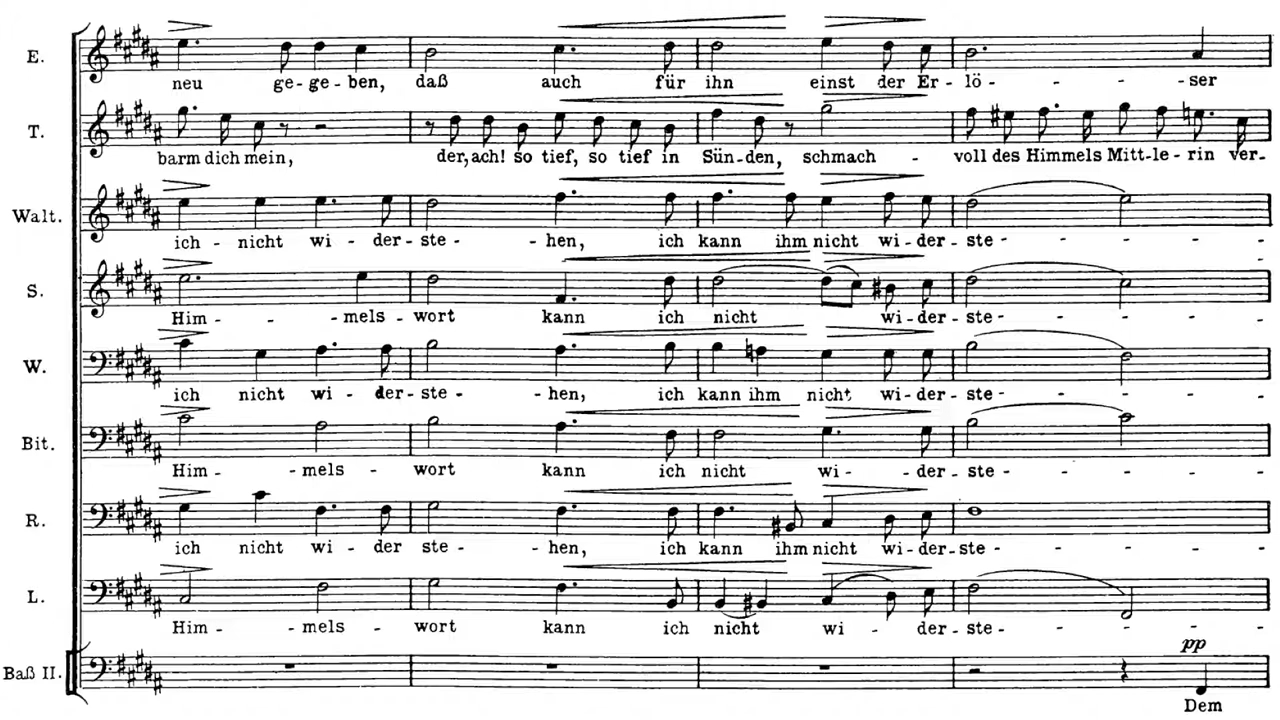 E.
neu ge - ge - ben, daß auch für ihn einst der Er - lö - - - - - ser
T.
barm dich mein, der, ach! so tief, so tief in Sün - den, schmach - voll des Himmels Mitt - le - rin ver -
Walt.
ich - nicht wi - der - ste - - hen, ich kann ihm nicht wi - der - ste - - - - -
S.
Him - - - mels - wort kann ich nicht wi - der - ste - - - - -
W.
ich nicht wi - der - ste - - hen, ich kann ihm nicht wi - der - ste - - - - -
Bit.
Him - - mels - wort kann ich nicht wi - - der - ste - - - - -
R.
ich nicht wi - der ste - - hen, ich kann ihm nicht wi - der - ste - - - - -
L.
Him - - mels - wort kann ich nicht wi - der - ste - - - - -
pp
Baß II.
Dem